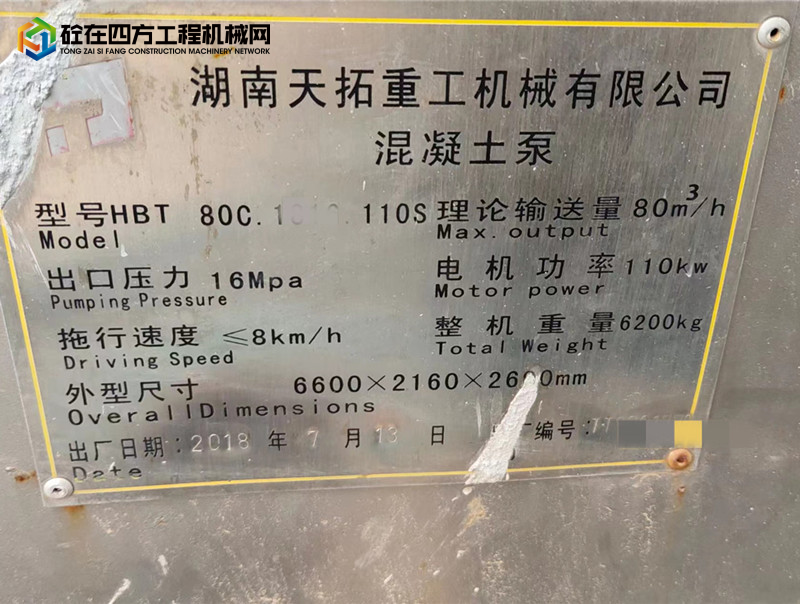 砼在四方工程机械网
TONG ZAI SI FANG CONSTRUCTION MACHINERY NETWORK
湖南天拓重工机械有限公司
混凝土泵
型号HBT 80C. .110S 理论输送量 80m³/h
Model Max. output
出口压力 16Mpa 电机功率 110kw
Pumping Pressure Motor power
拖行速度 ≤8km/h 整机重量 6200kg
Driving Speed Total Weight
外型尺寸 6600×2160×2600mm
Overall Dimensions
出厂日期: 2018 年 7 月 13 日 编号:
Date